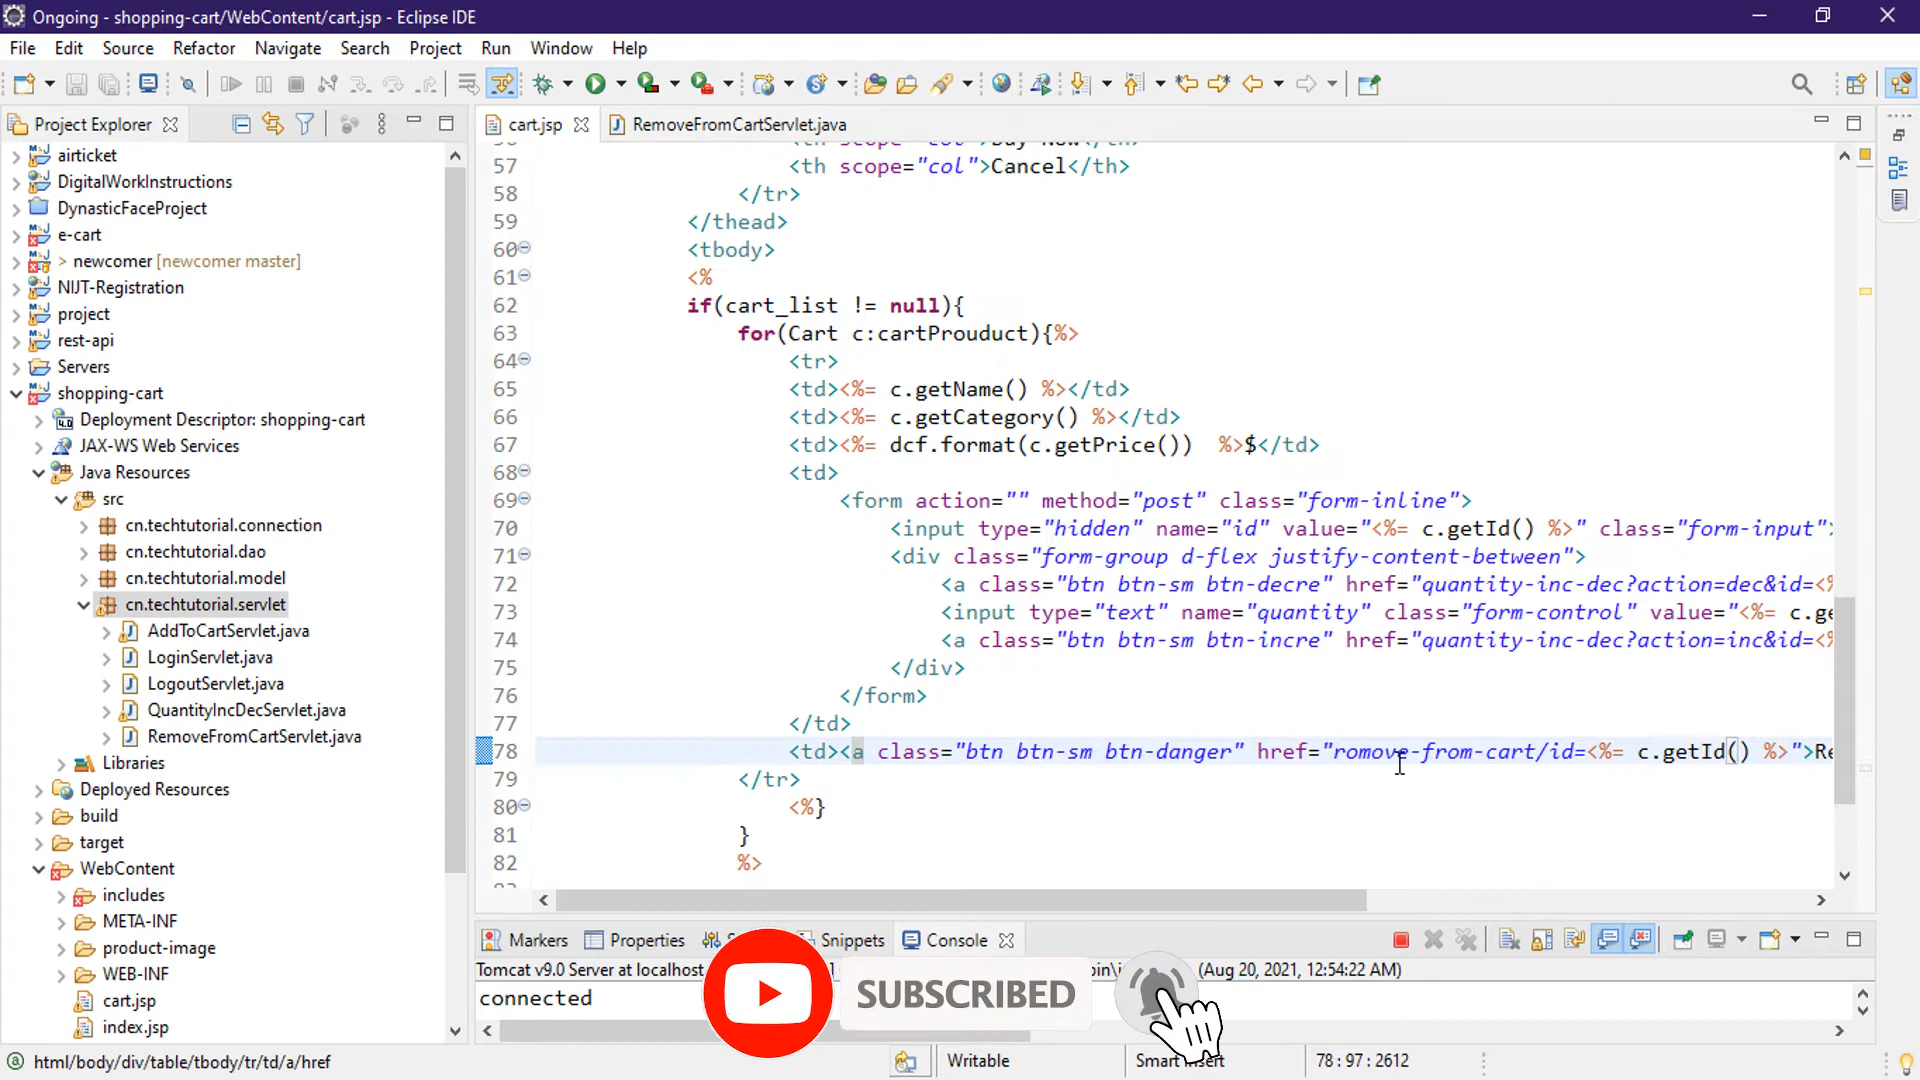 Ongoing - shopping-cart/WebContent/cart.jsp - Eclipse IDE
File Edit Source Refactor Navigate Search Project Run Window Help
Project Explorer
airticket
DigitalWorkInstructions
DynasticFaceProject
e-cart
> newcomer [newcomer master]
NIJT-Registration
project
rest-api
Servers
shopping-cart
Deployment Descriptor: shopping-cart
JAX-WS Web Services
Java Resources
src
cn.techtutorial.connection
cn.techtutorial.dao
cn.techtutorial.model
cn.techtutorial.servlet
AddToCartServlet.java
LoginServlet.java
LogoutServlet.java
QuantityIncDecServlet.java
RemoveFromCartServlet.java
Libraries
Deployed Resources
build
target
WebContent
includes
META-INF
product-image
WEB-INF
cart.jsp
index.jsp
cart.jsp RemoveFromCartServlet.java
57 <th scope="col">Cancel</th>
58 </tr>
59 </thead>
60 <tbody>
61 <%
62 if(cart_list != null){
63 for(Cart c:cartProuduct){%>
64 <tr>
65 <td><%= c.getName() %></td>
66 <td><%= c.getCategory() %></td>
67 <td><%= dcf.format(c.getPrice()) %>$</td>
68 <td>
69 <form action="" method="post" class="form-inline">
70 <input type="hidden" name="id" value="<%= c.getId() %>" class="form-input">
71 <div class="form-group d-flex justify-content-between">
72 <a class="btn btn-sm btn-decre" href="quantity-inc-dec?action=dec&id=<%
73 <input type="text" name="quantity" class="form-control" value="<%= c.ge
74 <a class="btn btn-sm btn-incre" href="quantity-inc-dec?action=inc&id=<%
75 </div>
76 </form>
77 </td>
78 <td><a class="btn btn-sm btn-danger" href="romove-from-cart/id=<%= c.getId() %>">Re
79 </tr>
80 <%}
81 }
82 %>
Markers Properties Snippets Console
Tomcat v9.0 Server at localhost (Aug 20, 2021, 12:54:22 AM)
connected
SUBSCRIBED
html/body/div/table/tbody/tr/td/a/href Writable Smart Insert 78 : 97 : 2612